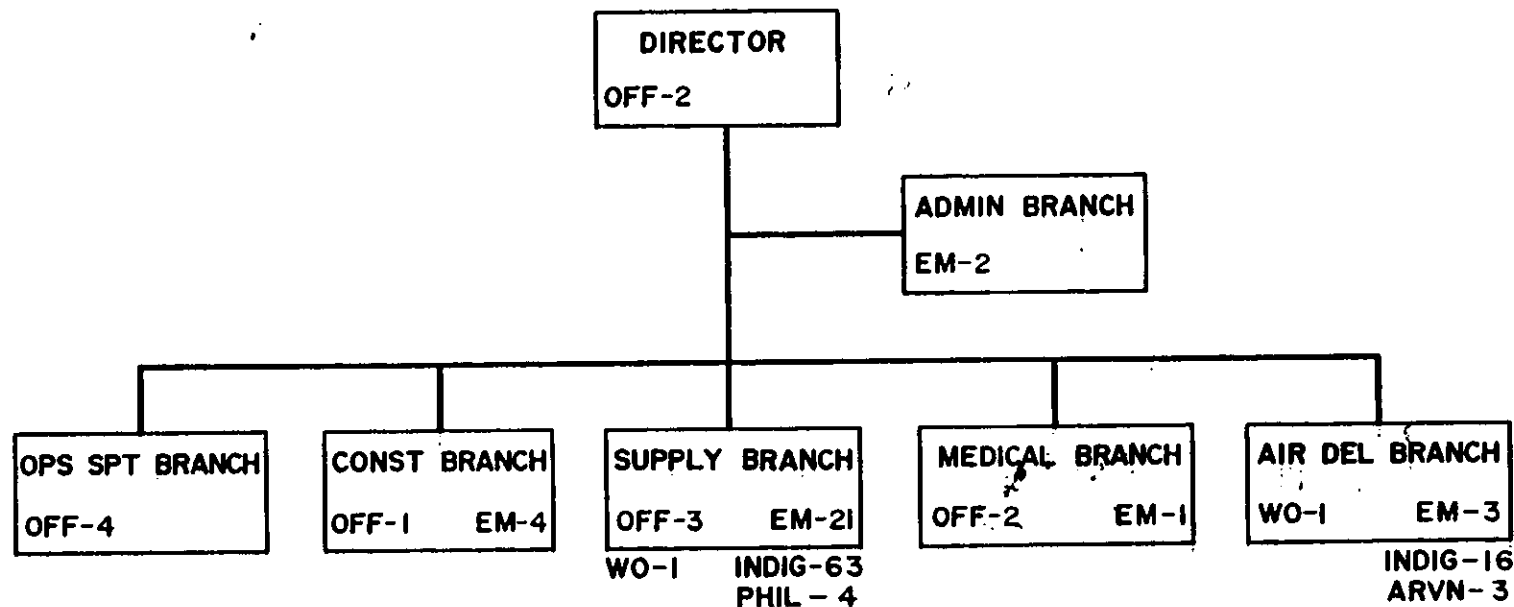 DIRECTOR
OFF-2
ADMIN BRANCH
EM-2
OPS SPT BRANCH
OFF-4
CONST BRANCH
OFF-1 EM-4
SUPPLY BRANCH
OFF-3 EM-21
WO-1 INDIG-63
PHIL - 4
MEDICAL BRANCH
OFF-2 EM-1
AIR DEL BRANCH
WO-1 EM-3
INDIG-16
ARVN-3